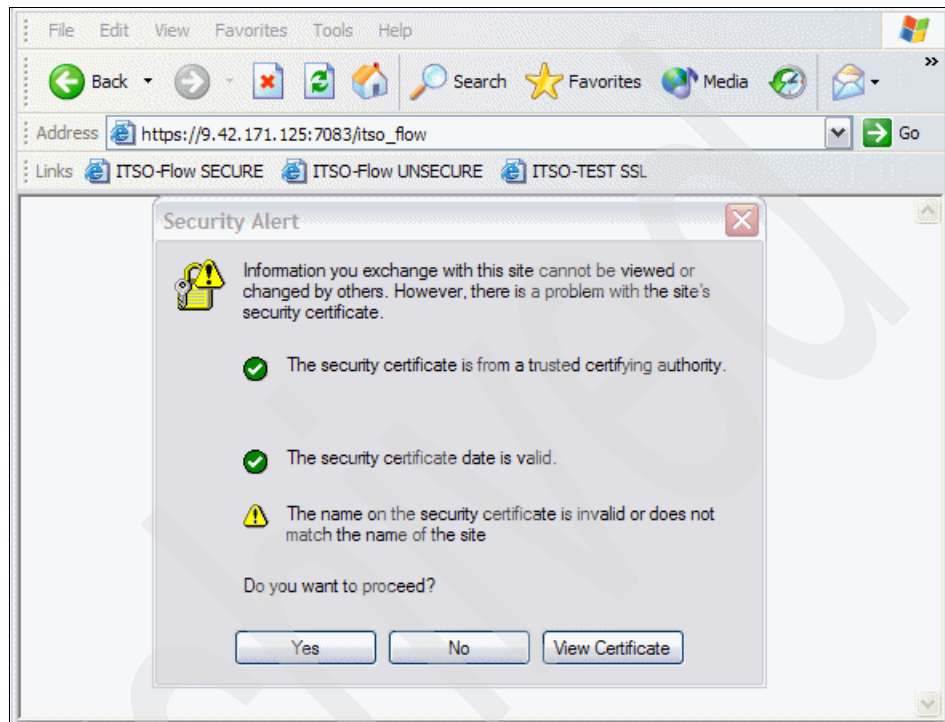 File Edit View Favorites Tools Help
Back Search Favorites Media »
Address https://9.42.171.125:7083/itso_flow Go
Links ITSO-Flow SECURE ITSO-Flow UNSECURE ITSO-TEST SSL
Security Alert
Information you exchange with this site cannot be viewed or
changed by others. However, there is a problem with the site's
security certificate.
The security certificate is from a trusted certifying authority.
The security certificate date is valid.
The name on the security certificate is invalid or does not
match the name of the site
Do you want to proceed?
Yes No View Certificate